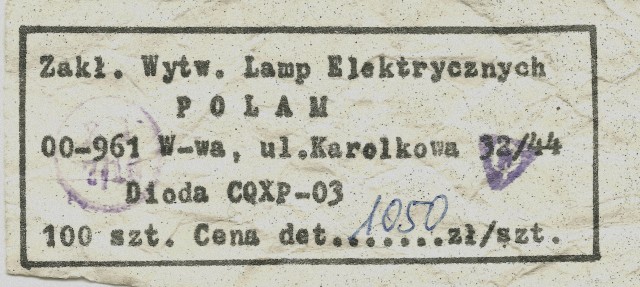 Zakł. Wytw. Lamp Elektrycznych
P O L A M
00-961 W-wa, ul.Karolkowa 32/44
Dioda CQXP-03
100 szt. Cena det...1050....zł/szt.